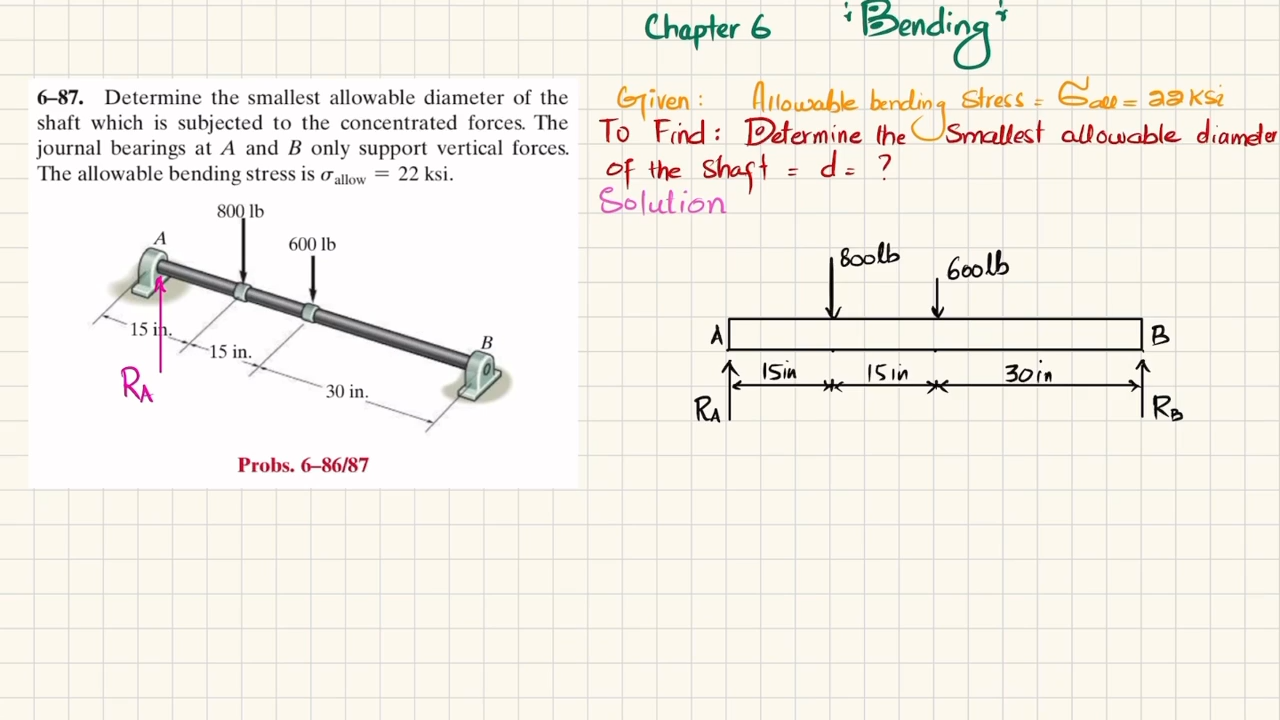 Chapter 6 "Bending"
6–87. Determine the smallest allowable diameter of the
shaft which is subjected to the concentrated forces. The
journal bearings at A and B only support vertical forces.
The allowable bending stress is σallow = 22 ksi.
800 lb
600 lb
A
15 in.
15 in.
B
30 in.
RA
Probs. 6–86/87
Given: Allowable bending Stress = σall = 22 ksi
To Find: Determine the Smallest allowable diameter
of the shaft = d = ?
Solution
800lb
600lb
A
B
15in
15in
30in
RA
RB